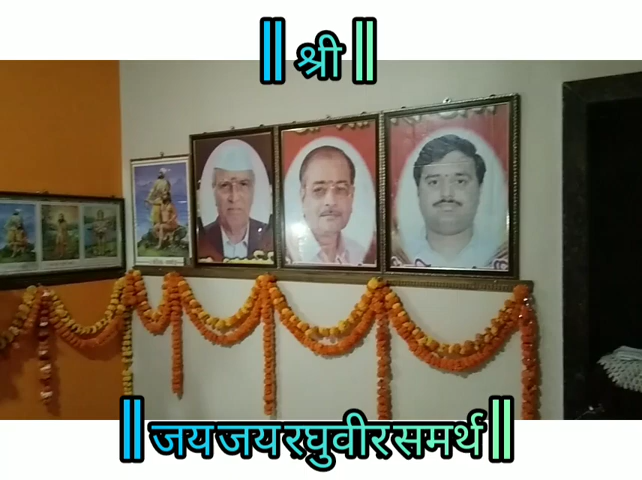 || श्री ||
|| जय जय रघुवीर समर्थ ||